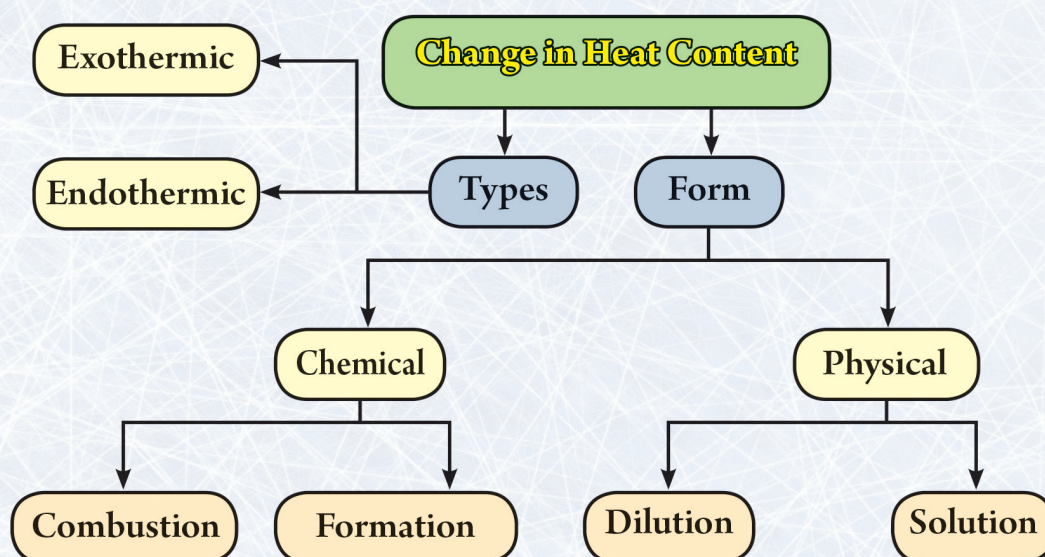 Change in Heat Content
Exothermic
Endothermic
Types
Form
Chemical
Physical
Combustion
Formation
Dilution
Solution